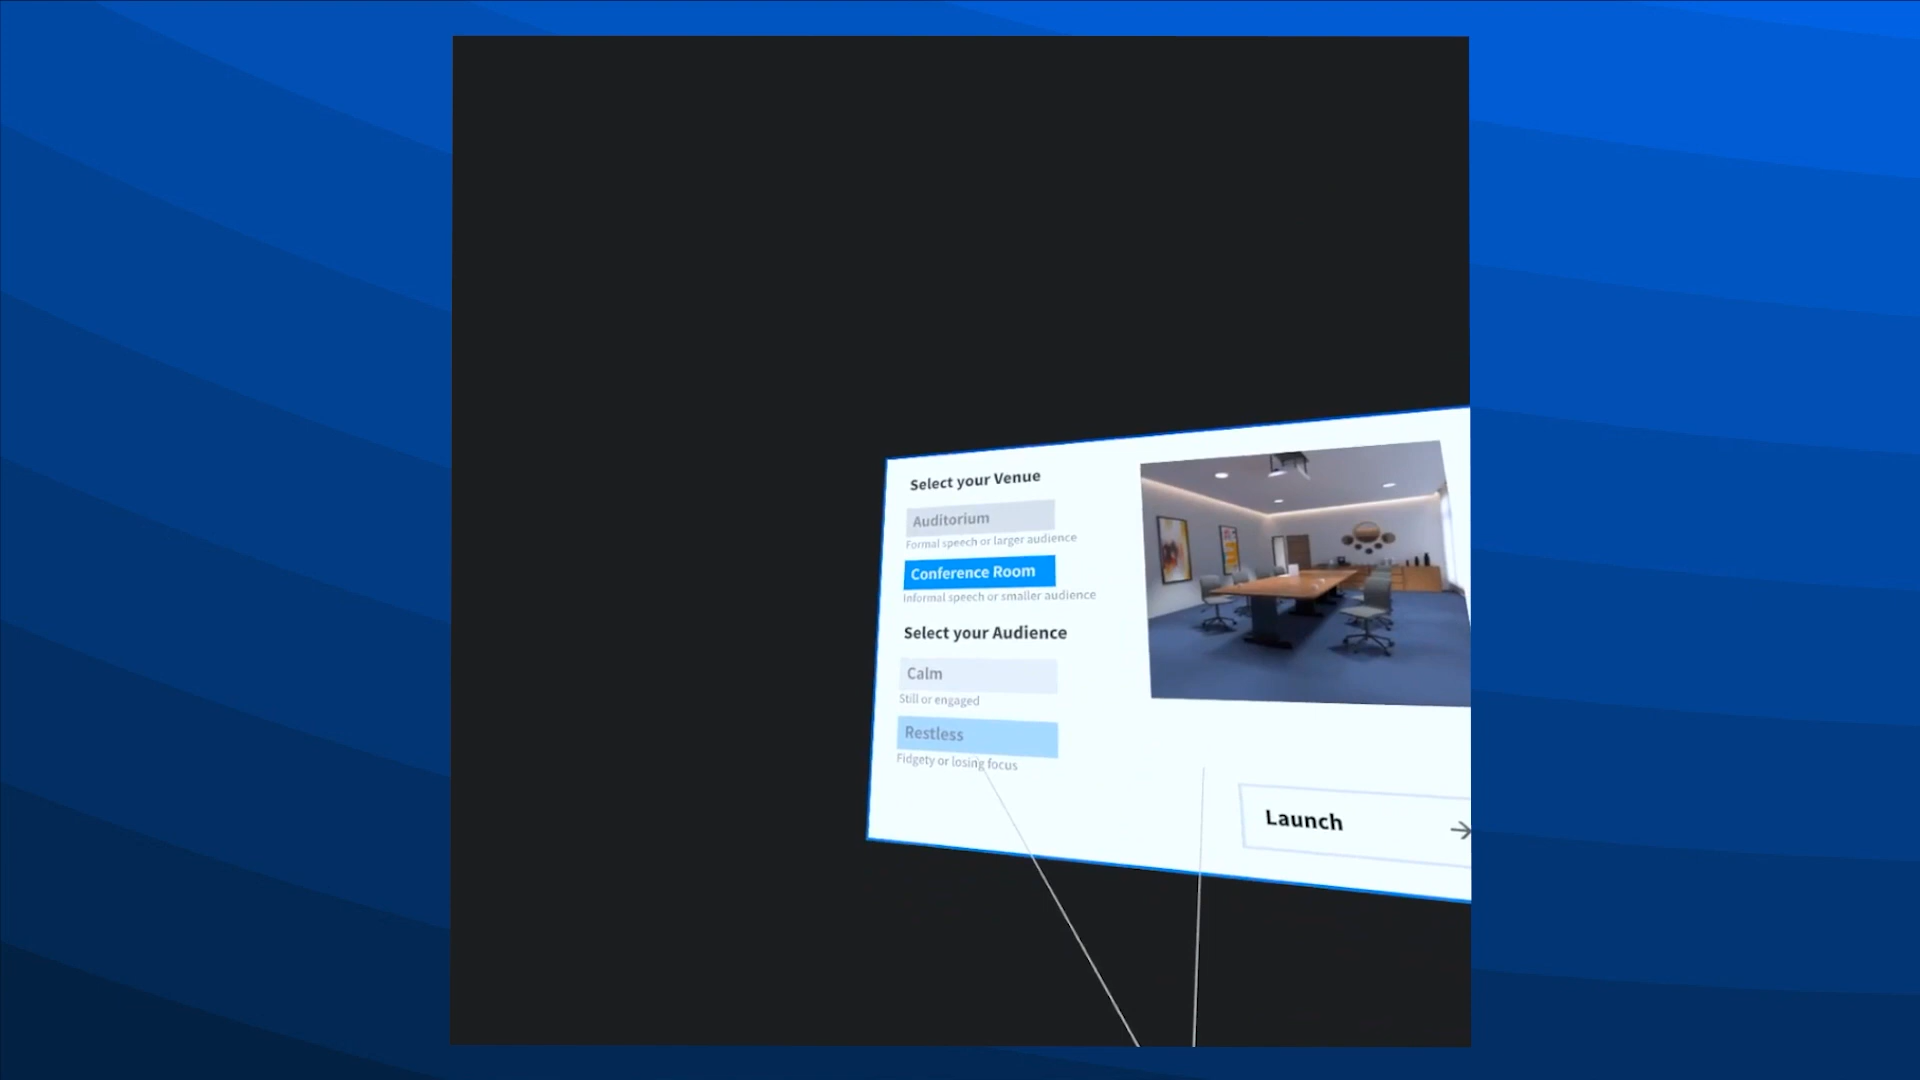 Select your Venue
Auditorium
Formal speech or larger audience
Conference Room
Informal speech or smaller audience
Select your Audience
Calm
Still or engaged
Restless
Fidgety or losing focus
Launch